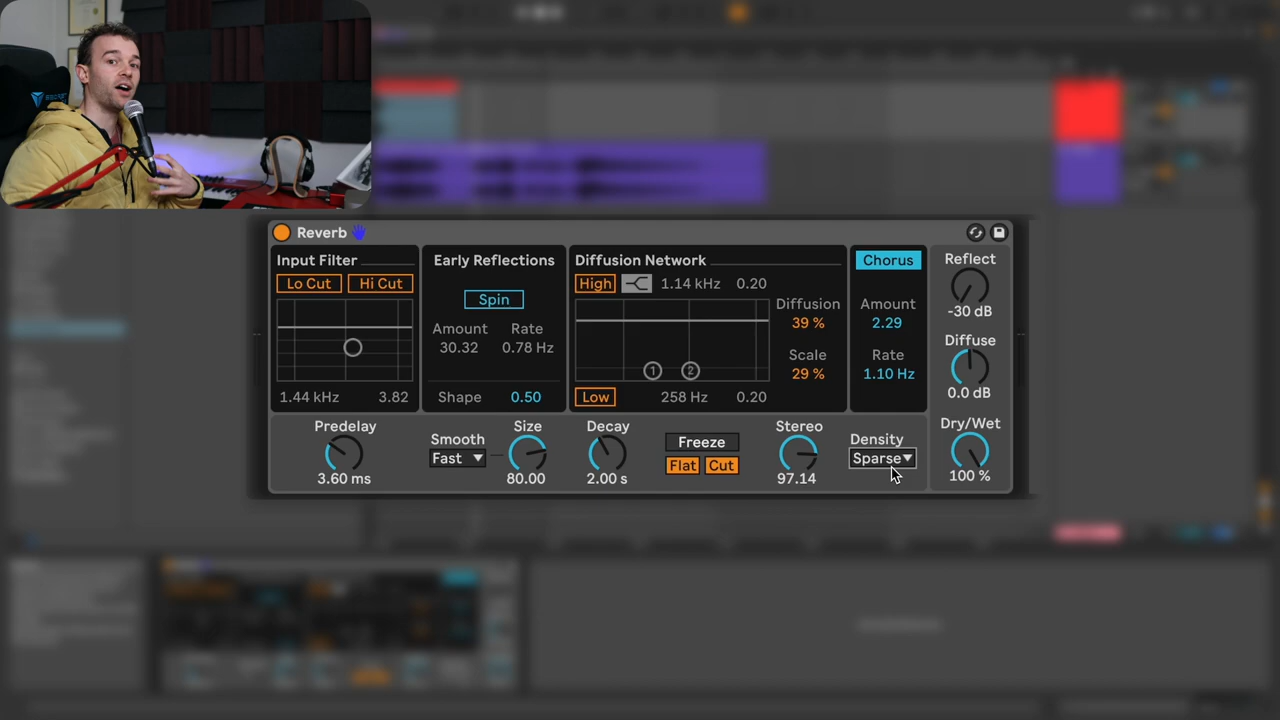 Reverb
Input Filter
Lo Cut Hi Cut
1.44 kHz 3.82
Early Reflections
Spin
Amount Rate
30.32 0.78 Hz
Shape 0.50
Diffusion Network
High 1.14 kHz 0.20
Diffusion
39 %
Scale
29 %
1 2
Low 258 Hz 0.20
Chorus
Amount
2.29
Rate
1.10 Hz
Reflect
-30 dB
Diffuse
0.0 dB
Dry/Wet
100 %
Predelay
3.60 ms
Smooth
Fast
Size
80.00
Decay
2.00 s
Freeze
Flat Cut
Stereo
97.14
Density
Sparse